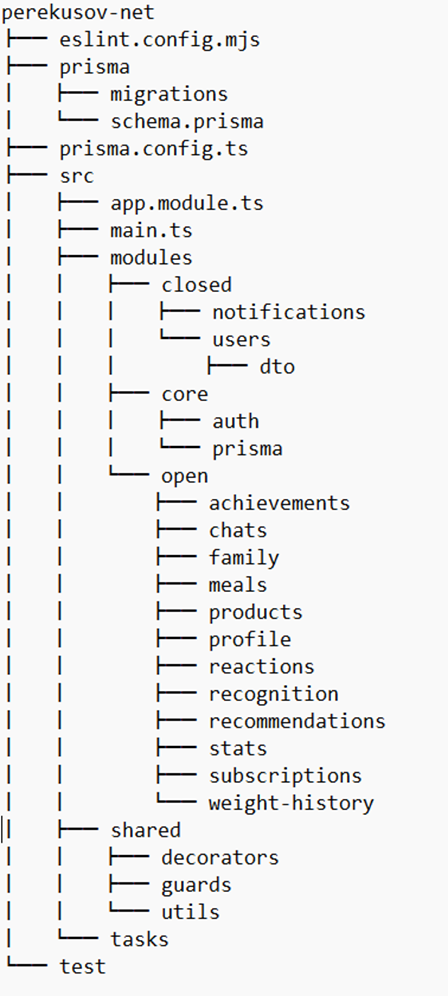 perekusov-net
├── eslint.config.mjs
├── prisma
│   ├── migrations
│   └── schema.prisma
├── prisma.config.ts
├── src
│   ├── app.module.ts
│   ├── main.ts
│   ├── modules
│   │   ├── closed
│   │   │   ├── notifications
│   │   │   └── users
│   │   │       ├── dto
│   │   ├── core
│   │   │   ├── auth
│   │   │   └── prisma
│   │   └── open
│   │       ├── achievements
│   │       ├── chats
│   │       ├── family
│   │       ├── meals
│   │       ├── products
│   │       ├── profile
│   │       ├── reactions
│   │       ├── recognition
│   │       ├── recommendations
│   │       ├── stats
│   │       ├── subscriptions
│   │       └── weight-history
│   ├── shared
│   │   ├── decorators
│   │   ├── guards
│   │   └── utils
│   └── tasks
└── test